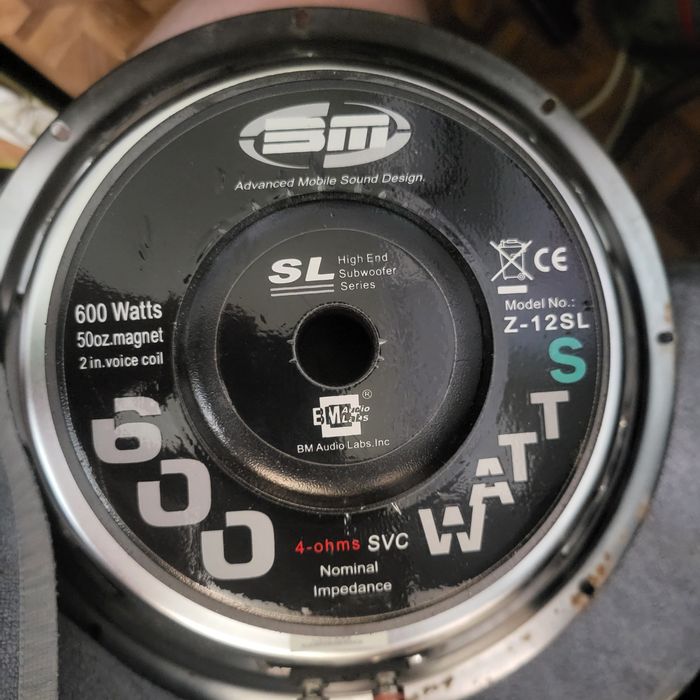 BM
Advanced Mobile Sound Design.
SL
High End
Subwoofer
Series
600 Watts
50oz.magnet
2 in.voice coil
CE
Model No.:
Z-12SL
BM Audio Labs
®
BM Audio Labs,Inc
600
WATTS
4-ohms SVC
Nominal
Impedance